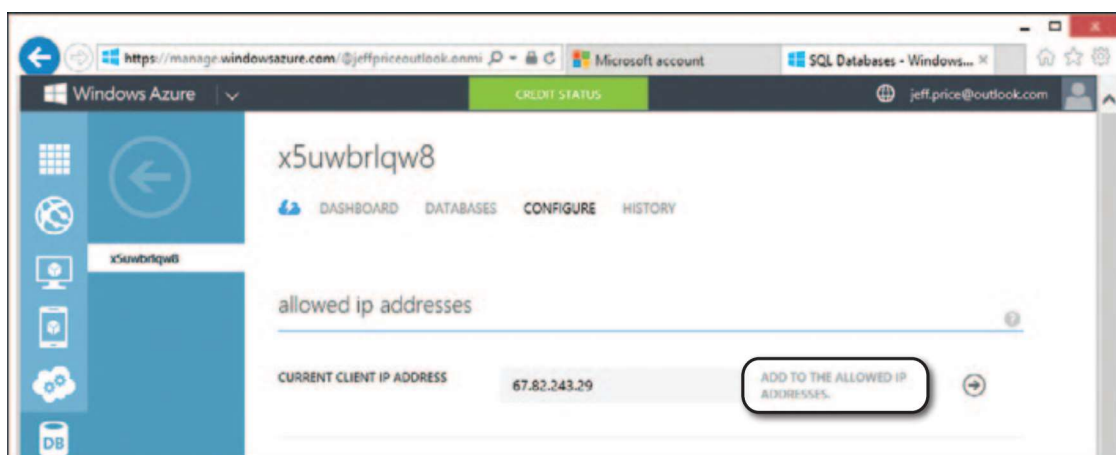 https://manage.windowsazure.com/@jeffpriceoutlook.onmi
Microsoft account
SQL Databases - Windows...
Windows Azure
CREDIT STATUS
jeff.price@outlook.com
x5uwbrlqw8
DASHBOARD DATABASES CONFIGURE HISTORY
x5uwbrlqw8
allowed ip addresses
CURRENT CLIENT IP ADDRESS
67.82.243.29
ADD TO THE ALLOWED IP
ADDRESSES.
DB